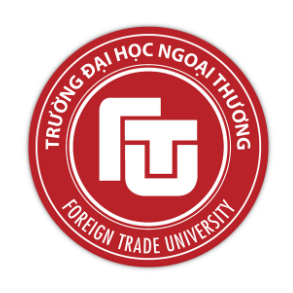 TRƯỜNG ĐẠI HỌC NGOẠI THƯƠNG
FTU
FOREIGN TRADE UNIVERSITY